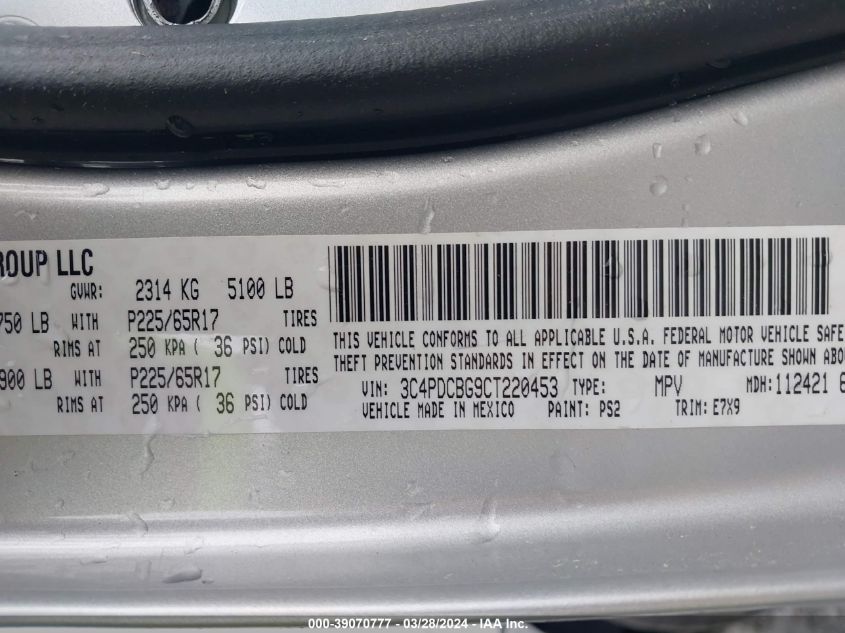 ROUP LLC
GVWR: 2314 KG 5100 LB
750 LB WITH P225/65R17 TIRES
RIMS AT 250 KPA ( 36 PSI) COLD
900 LB WITH P225/65R17 TIRES
RIMS AT 250 KPA ( 36 PSI) COLD
THIS VEHICLE CONFORMS TO ALL APPLICABLE U.S.A. FEDERAL MOTOR VEHICLE SAFE
THEFT PREVENTION STANDARDS IN EFFECT ON THE DATE OF MANUFACTURE SHOWN ABO
VIN: 3C4PDCBG9CT220453 TYPE: MPV MDH:112421 6
VEHICLE MADE IN MEXICO PAINT: PS2 TRIM: E7X9
000-39070777 - 03/28/2024 - IAA Inc.